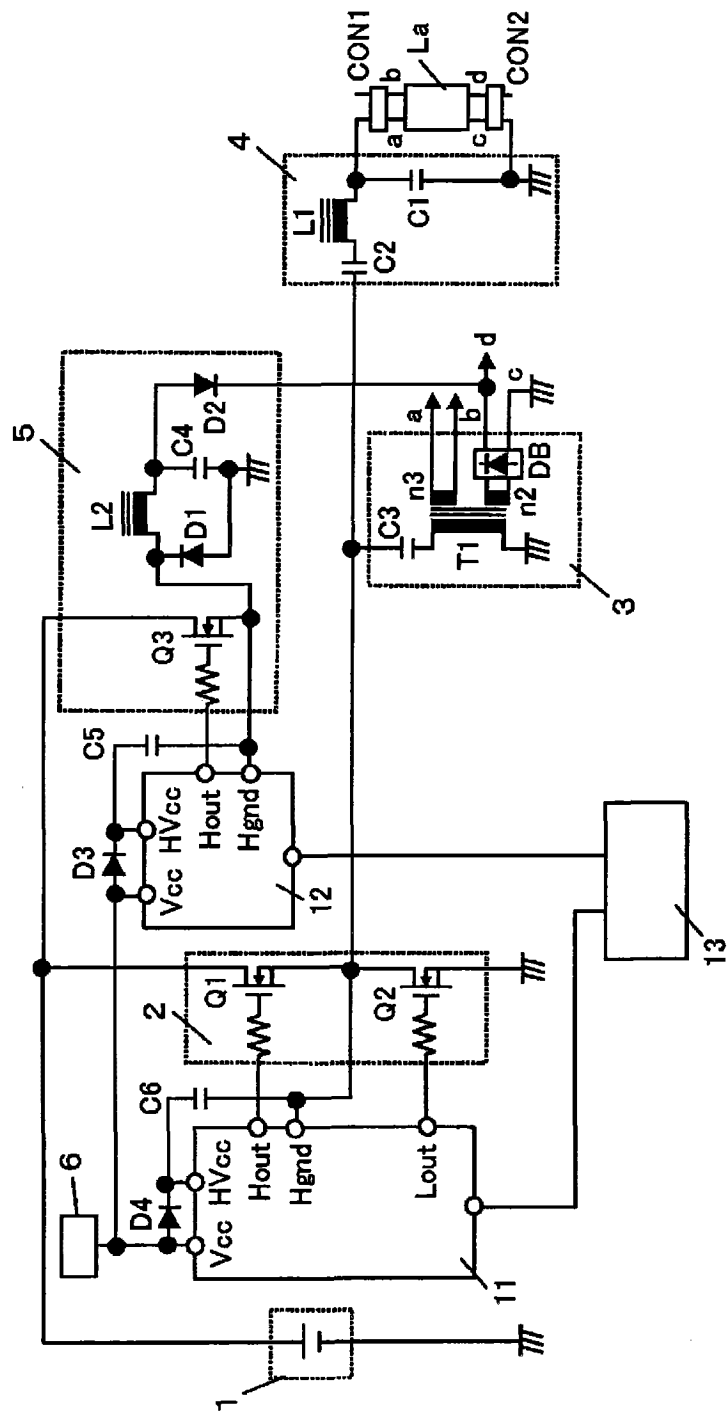 1
6
D4
Vcc
HVcc
Hout
Hgnd
Lout
11
C6
2
Q1
Q2
D3
Vcc
HVcc
Hout
Hgnd
12
C5
13
5
Q3
L2
D1
C4
D2
C3
n3
n2
T1
DB
a
b
d
c
3
4
L1
C2
C1
CON1
a
b
La
c
d
CON2